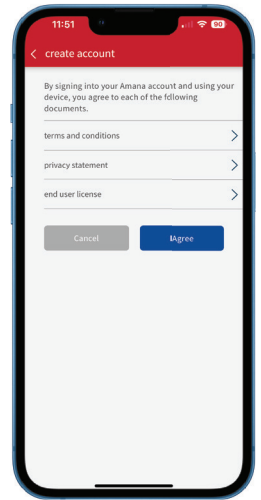 11:51
90
create account
By signing into your Amana account and using your
device, you agree to each of the fdllowing
documents.
terms and conditions
privacy statement
end user license
Cancel
IAgree